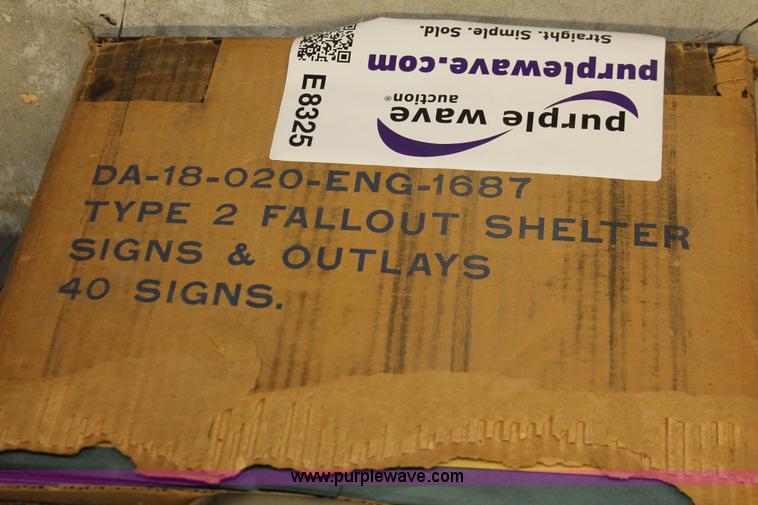 Straight. Simple. Sold.
purplewave.com
purple wave®
auction
E 8325
DA-18-020-ENG-1687
TYPE 2 FALLOUT SHELTER
SIGNS & OUTLAYS
40 SIGNS.
www.purplewave.com